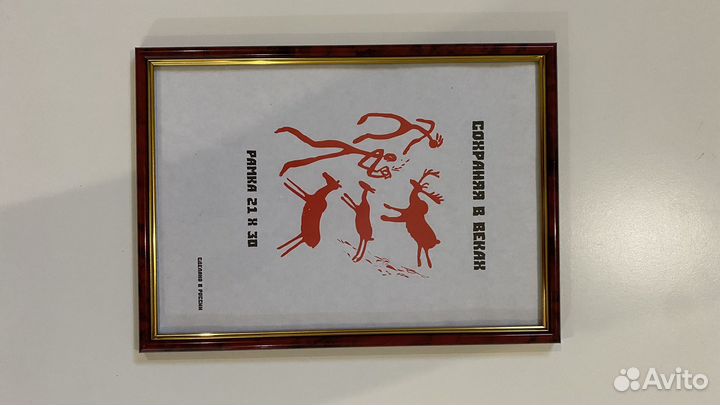 СОХРАНЯЯ В ВЕКАХ
РАМКА 21 X 30
СДЕЛАНО В РОССИИ
Avito